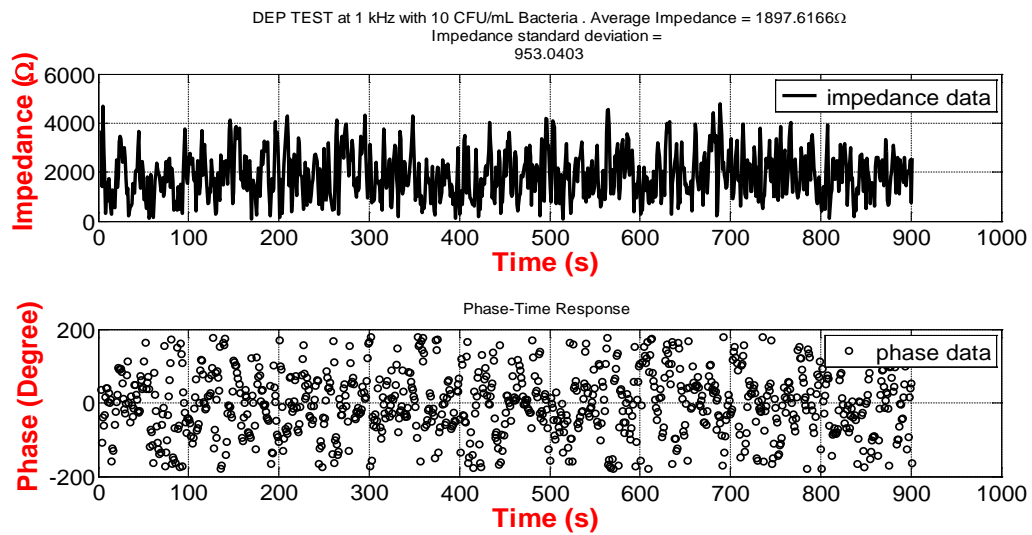 DEP TEST at 1 kHz with 10 CFU/mL Bacteria . Average Impedance = 1897.6166Ω
Impedance standard deviation =
953.0403
Impedance (Ω)
6000
4000
2000
0
impedance data
0 100 200 300 400 500 600 700 800 900 1000
Time (s)
Phase-Time Response
Phase (Degree)
200
0
-200
phase data
0 100 200 300 400 500 600 700 800 900 1000
Time (s)